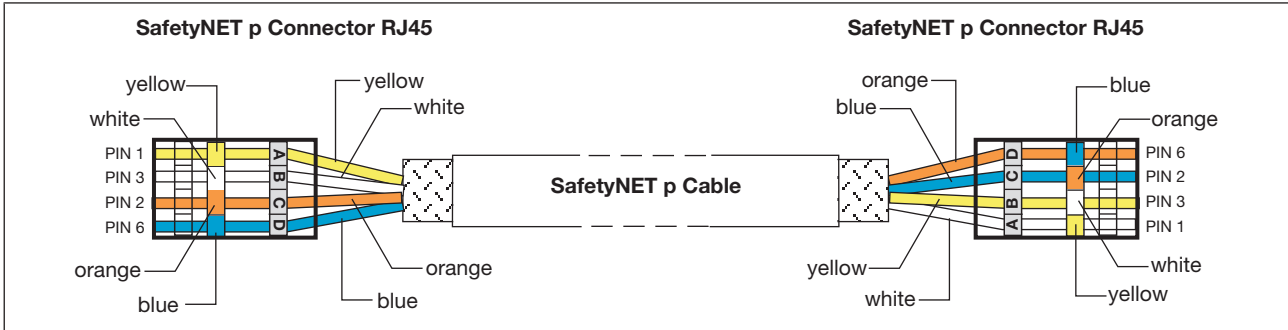 SafetyNET p Connector RJ45
SafetyNET p Connector RJ45
yellow
yellow
white
white
PIN 1
PIN 3
PIN 2
PIN 6
A
B
C
D
orange
blue
orange
blue
SafetyNET p Cable
orange
blue
blue
orange
D
C
B
A
PIN 6
PIN 2
PIN 3
PIN 1
yellow
white
white
yellow